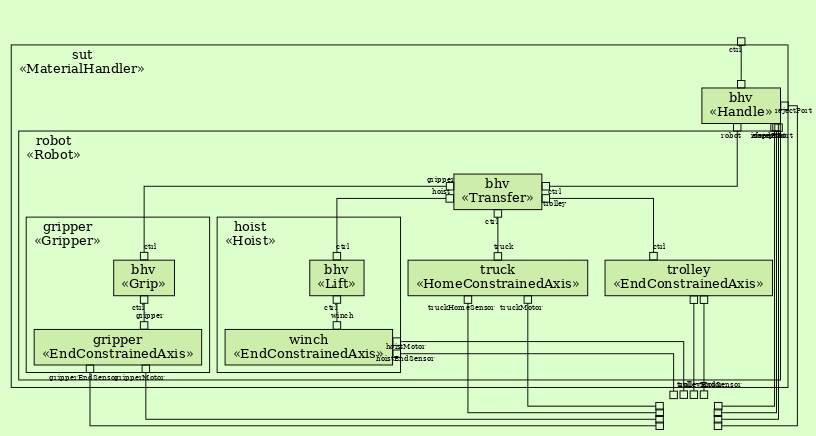 sut
«MaterialHandler»
ctrl
bhv
«Handle»
rejectPort
robot
robot
«Robot»
gripper
hoist
bhv
«Transfer»
ctrl
trolley
ctrl
gripper
«Gripper»
hoist
«Hoist»
ctrl
ctrl
truck
ctrl
bhv
«Grip»
bhv
«Lift»
truck
«HomeConstrainedAxis»
trolley
«EndConstrainedAxis»
ctrl
gripper
ctrl
winch
truckHomeSensor
truckMotor
gripper
«EndConstrainedAxis»
winch
«EndConstrainedAxis»
hoistMotor
hoistEndSensor
gripperEndSensor
gripperMotor